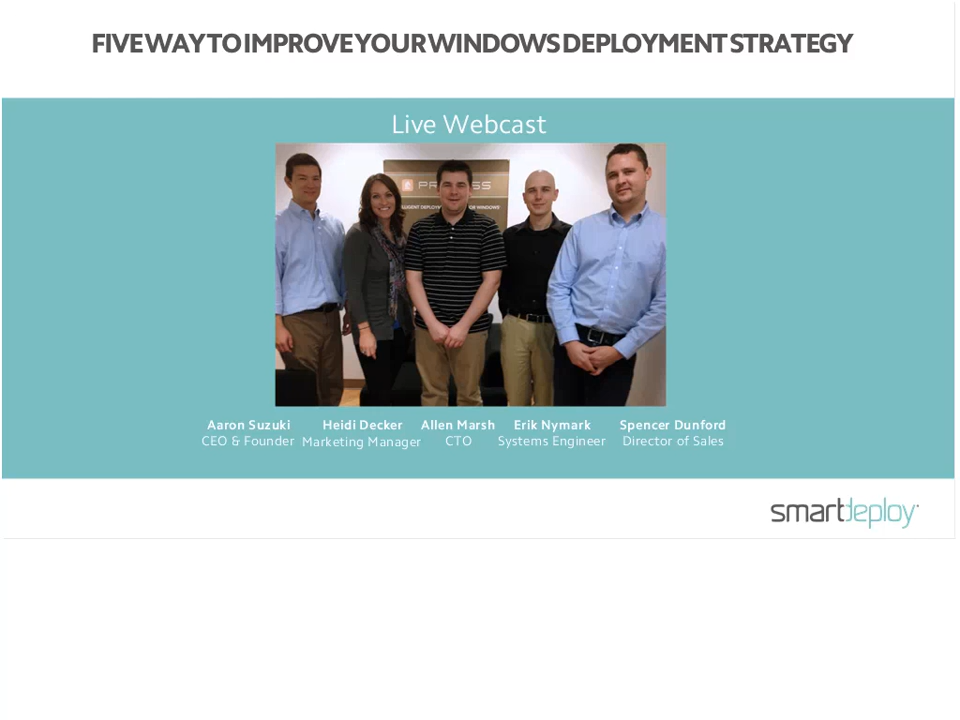 FIVE WAY TO IMPROVE YOUR WINDOWS DEPLOYMENT STRATEGY
Live Webcast
Aaron Suzuki Heidi Decker Allen Marsh Erik Nymark Spencer Dunford
CEO & Founder Marketing Manager CTO Systems Engineer Director of Sales
smartdeploy